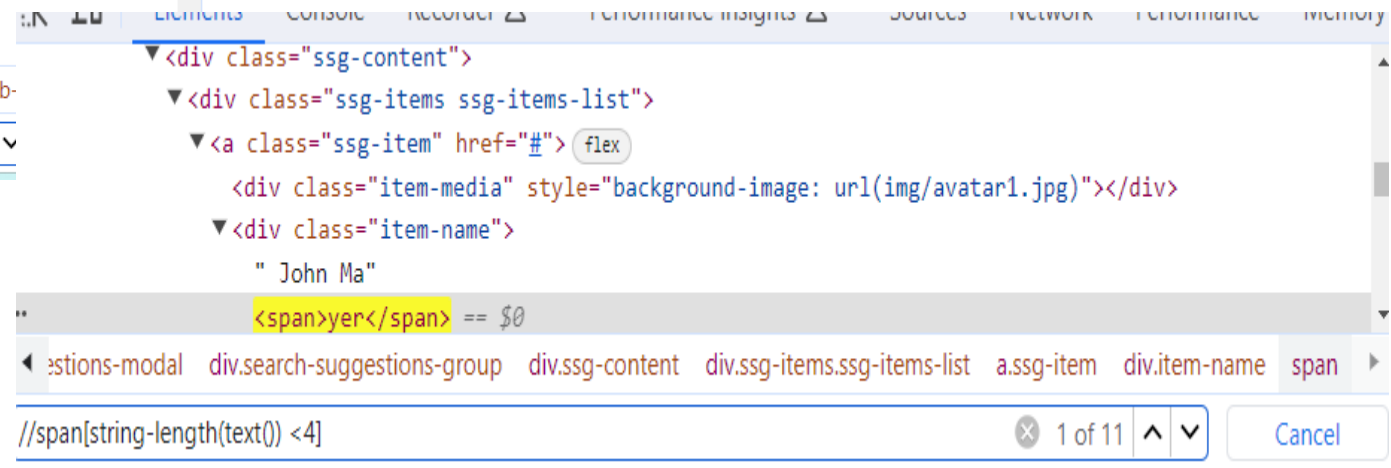 Elements Console Recorder Performance insights Sources Network Performance Memory
<div class="ssg-content">
b-
<div class="ssg-items ssg-items-list">
<a class="ssg-item" href="#"> flex
<div class="item-media" style="background-image: url(img/avatar1.jpg)"></div>
<div class="item-name">
" John Ma"
<span>yer</span> == $0
estions-modal div.search-suggestions-group div.ssg-content div.ssg-items.ssg-items-list a.ssg-item div.item-name span
//span[string-length(text()) <4] 1 of 11 Cancel